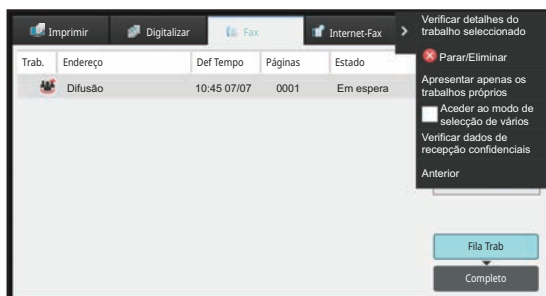 Imprimir
Digitalizar
Fax
Internet-Fax
Trab.
Endereço
Def Tempo
Páginas
Estado
Difusão
10:45 07/07
0001
Em espera
Verificar detalhes do
trabalho seleccionado
Parar/Eliminar
Apresentar apenas os
trabalhos próprios
Aceder ao modo de
selecção de vários
Verificar dados de
recepção confidenciais
Anterior
Fila Trab
Completo